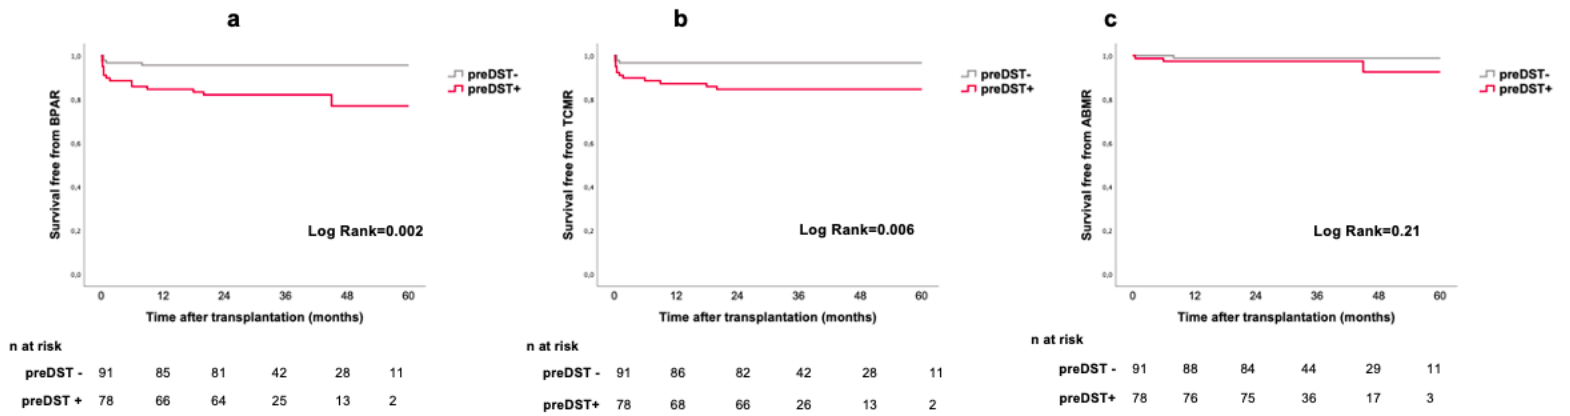 a
1,0
0,8
0,6
0,4
0,2
0,0
Survival free from BPAR
preDST-
preDST+
Log Rank=0.002
0 12 24 36 48 60
Time after transplantation (months)
n at risk
preDST - 91 85 81 42 28 11
preDST + 78 66 64 25 13 2
b
1,0
0,8
0,6
0,4
0,2
0,0
Survival free from TCMR
preDST-
preDST+
Log Rank=0.006
0 12 24 36 48 60
Time after transplantation (months)
n at risk
preDST - 91 86 82 42 28 11
preDST+ 78 68 66 26 13 2
c
1,0
0,8
0,6
0,4
0,2
0,0
Survival free from ABMR
preDST-
preDST+
Log Rank=0.21
0 12 24 36 48 60
Time after transplantation (months)
n at risk
preDST - 91 88 84 44 29 11
preDST+ 78 76 75 36 17 3